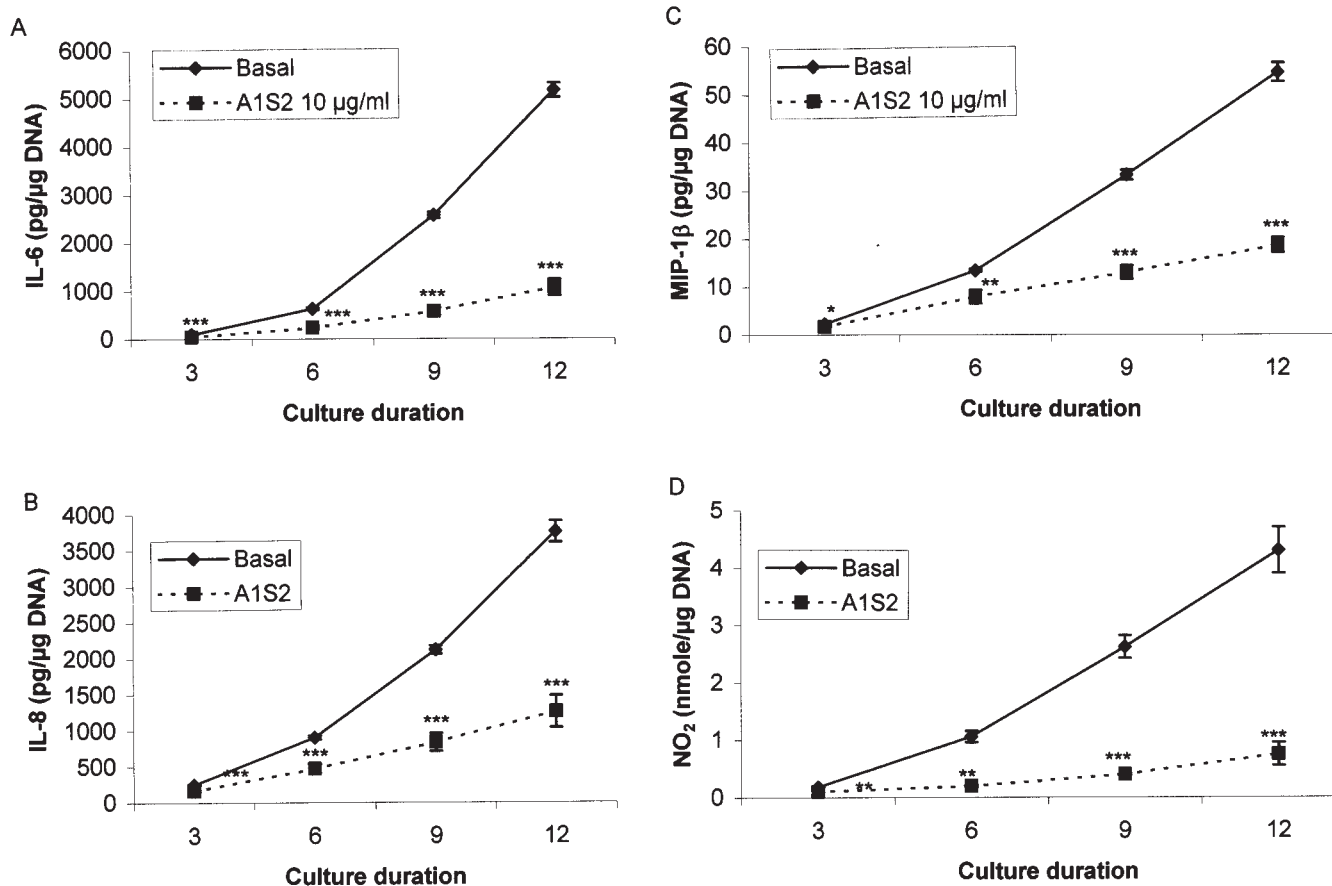 A
6000
5000
4000
3000
2000
1000
0
IL-6 (pg/µg DNA)
Basal
A1S2 10 µg/ml
***
***
***
***
3 6 9 12
Culture duration
C
60
50
40
30
20
10
0
MIP-1β (pg/µg DNA)
Basal
A1S2 10 µg/ml
*
**
***
***
3 6 9 12
Culture duration
B
4000
3500
3000
2500
2000
1500
1000
500
0
IL-8 (pg/µg DNA)
Basal
A1S2
***
***
***
***
3 6 9 12
Culture duration
D
5
4
3
2
1
0
NO₂ (nmole/µg DNA)
Basal
A1S2
**
**
***
***
3 6 9 12
Culture duration